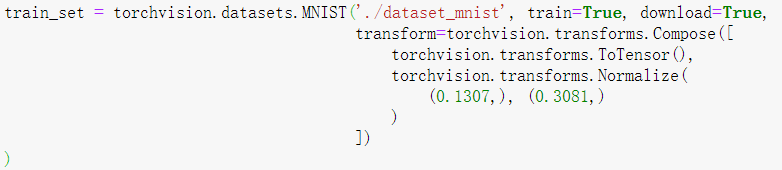 train_set = torchvision.datasets.MNIST('./dataset_mnist', train=True, download=True,
transform=torchvision.transforms.Compose([
torchvision.transforms.ToTensor(),
torchvision.transforms.Normalize(
(0.1307,), (0.3081,)
)
])
)